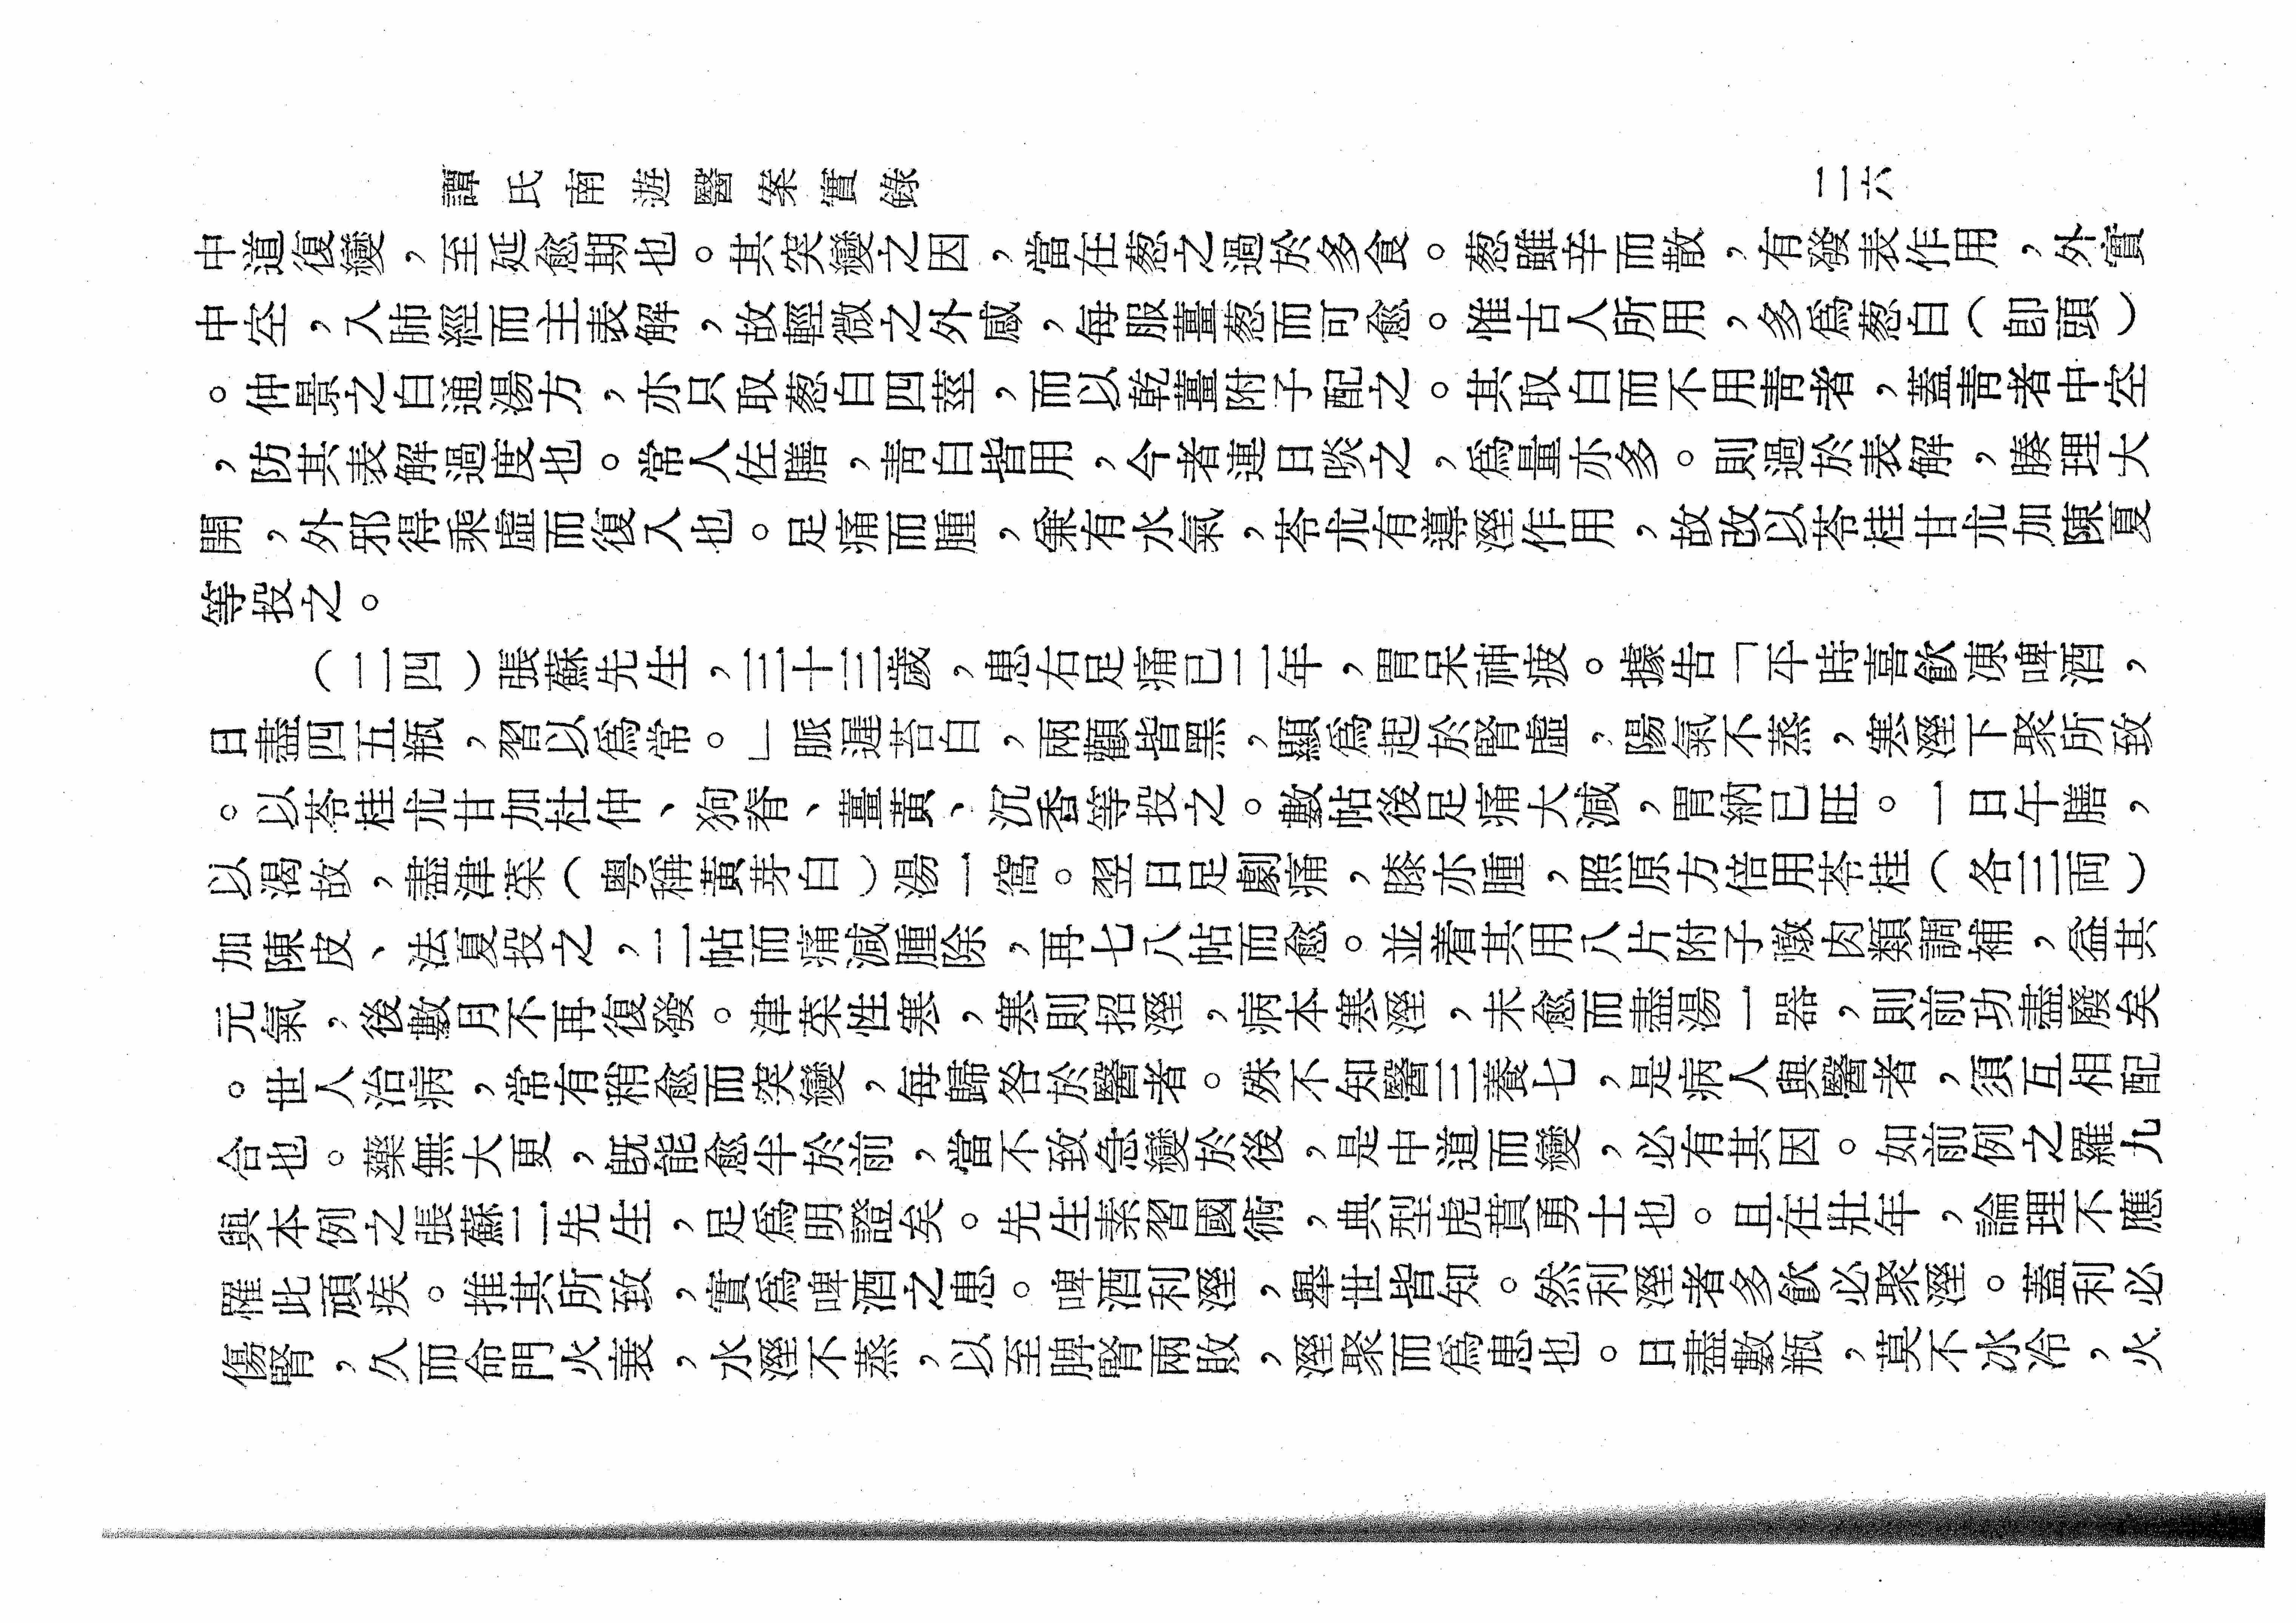 譚氏南遊醫案實錄
二六
中道復變，至延愈期也。其突變之因，當在葱之過於多食。葱雖辛而散，有發表作用，外實
中空，入肺經而主表解，故輕微之外感，每服薑葱而可愈。惟古人所用，多爲葱白（卽頭）
。仲景之白通湯方，亦只取葱白四莖，而以乾薑附子配之。其取白而不用靑者，蓋靑者中空
，防其表解過度也。常人佐膳，靑白皆用，今者連日啖之，爲量亦多。則過於表解，腠理大
開，外邪得乘虛而復入也。足痛而腫，兼有水氣，苓朮有導溼作用，故改以苓桂甘朮加陳夏
等投之。
（二四）張蘇先生，三十三歲，患右足痛已二年，胃呆神疲。據告「平時喜飮凍啤酒，
日盡四五瓶，習以爲常。」脈遲苔白，兩顴皆黑，顯爲起於腎虛，陽氣不蒸，寒溼下聚所致
。以苓桂朮甘加杜仲、狗脊、薑黃、沉香等投之。數帖後足痛大減，胃納已旺。一日午膳，
以渴故，盡津菜（粵稱黃芽白）湯一窩。翌日足劇痛，膝亦腫，照原方倍用苓桂（各三両）
加陳皮、法夏投之，二帖而痛減腫除，再七八帖而愈。並着其用八片附子燉肉類調補，益其
元氣，後數月不再復發。津菜性寒，寒則招溼，病本寒溼，未愈而盡湯一器，則前功盡廢矣
。世人治病，常有稍愈而突變，每歸咎於醫者。殊不知醫三養七，是病人與醫者，須互相配
合也。藥無大更，旣能愈半於前，當不致急變於後，是中道而變，必有其因。如前例之羅九
與本例之張蘇二先生，足爲明證矣。先生素習國術，典型虎賁勇士也。且在壯年，論理不應
罹此頑疾。推其所致，實爲啤酒之患。啤酒利溼，舉世皆知。然利溼者多飮必聚溼。蓋利必
傷腎，久而命門火衰，水溼不蒸，以至脾腎兩敗，溼聚而爲患也。日盡數瓶，莫不冰冷，火